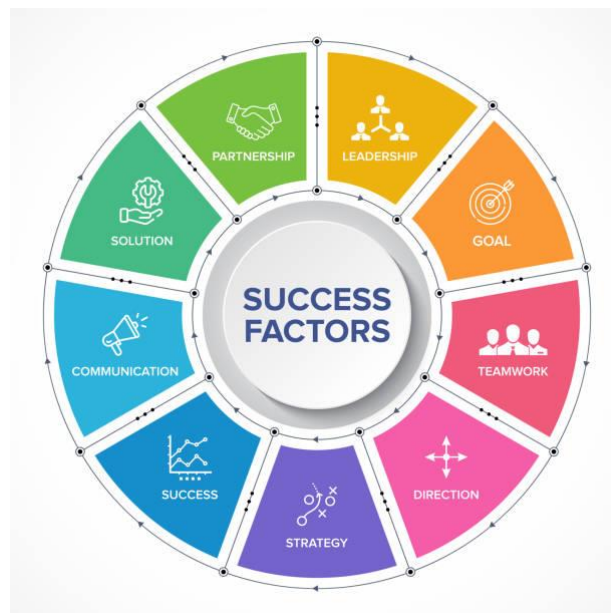 SUCCESS
FACTORS
LEADERSHIP
GOAL
TEAMWORK
DIRECTION
STRATEGY
SUCCESS
COMMUNICATION
SOLUTION
PARTNERSHIP